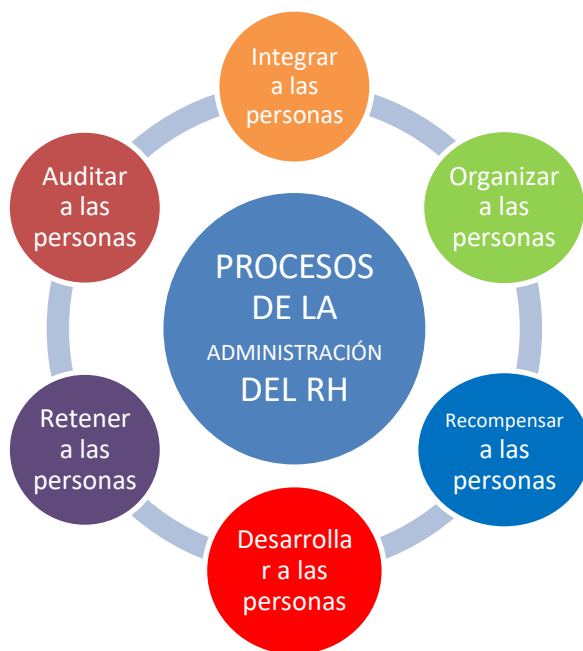 Integrar
a las
personas
Organizar
a las
personas
Recompensar
a las
personas
Desarrolla
r a las
personas
Retener
a las
personas
Auditar
a las
personas
PROCESOS
DE LA
ADMINISTRACIÓN
DEL RH